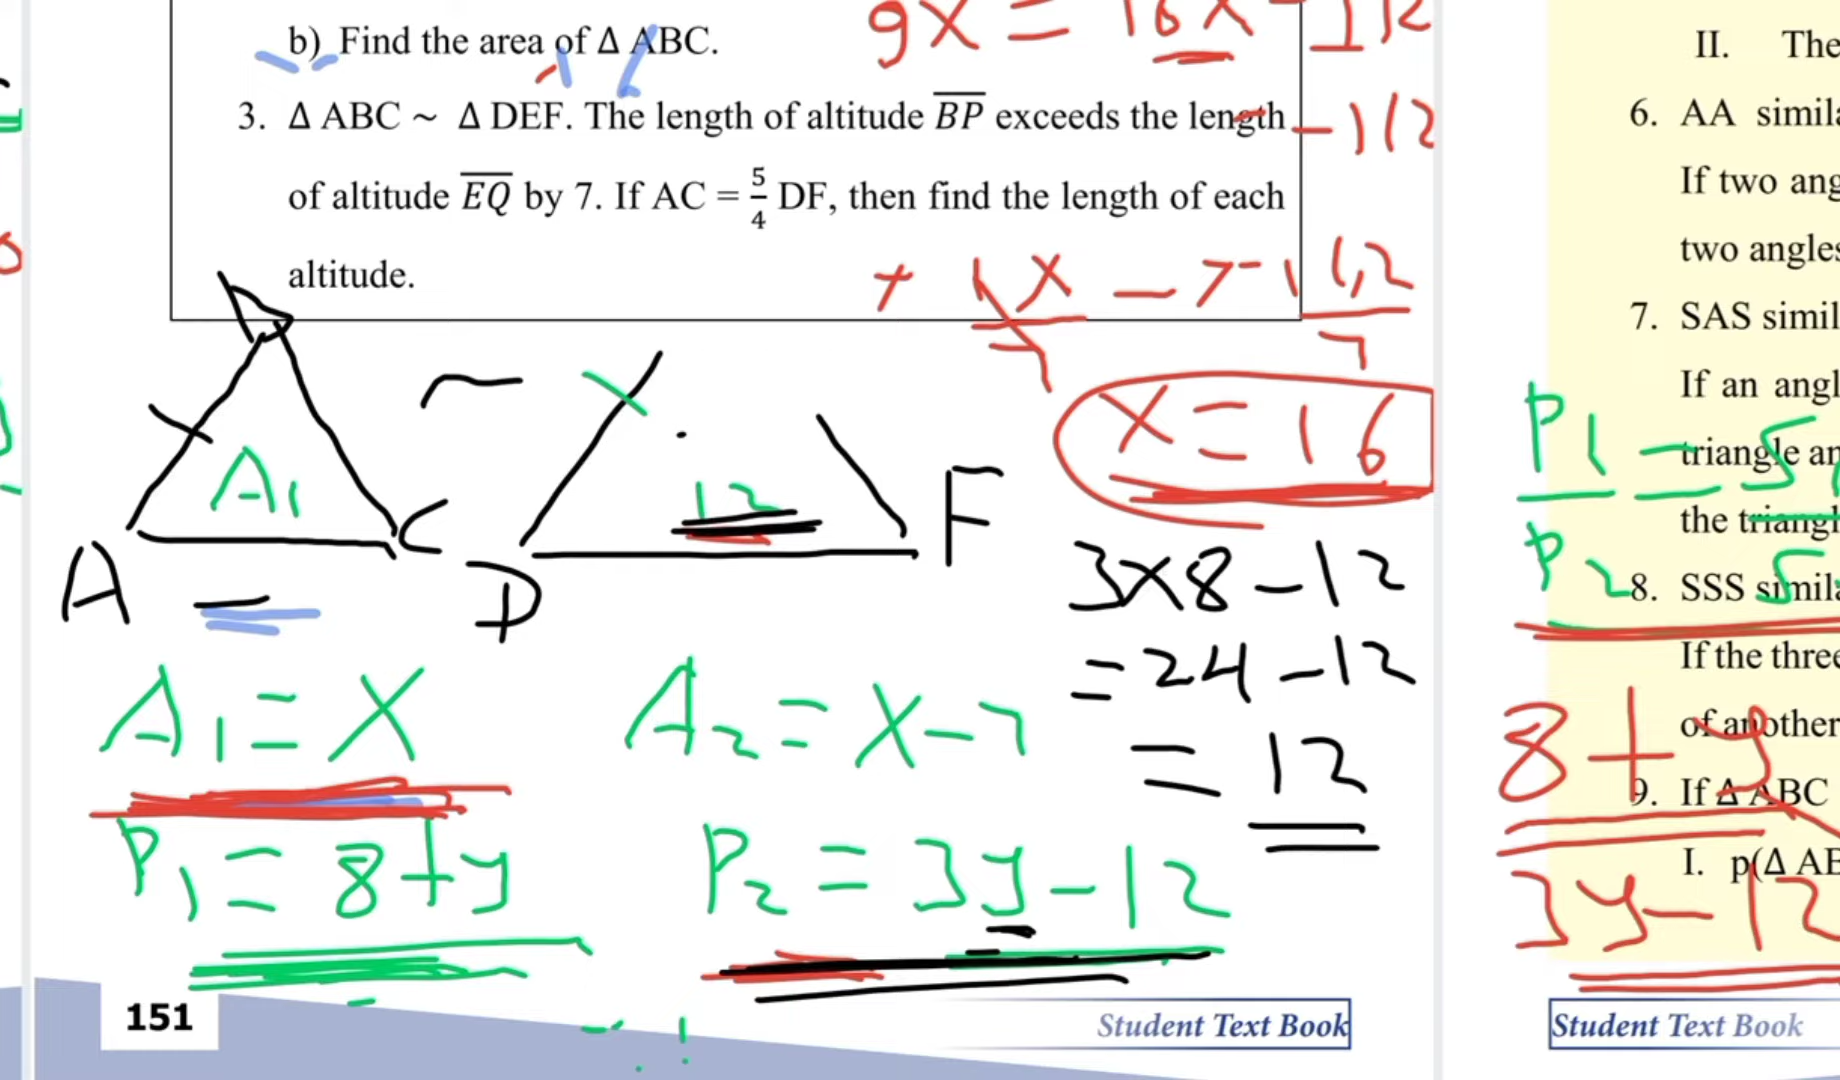 b) Find the area of Δ ABC.
9x = 16x - 112
3. Δ ABC ~ Δ DEF. The length of altitude BP exceeds the length
- 112
of altitude EQ by 7. If AC = 5/4 DF, then find the length of each
altitude.
x = 16
A1
12
A
C
D
F
3x8-12
=24-12
=12
A1=x
A2=x-7
P1=8+y
P2=3y-12
151
Student Text Book
II. The
6. AA simila
If two ang
two angles
7. SAS simil
If an angl
triangle an
the triangl
8. SSS simila
If the three
of another
9. If Δ ABC
I. p(Δ AB
P1
P2
8+y
3y-12
Student Text Book